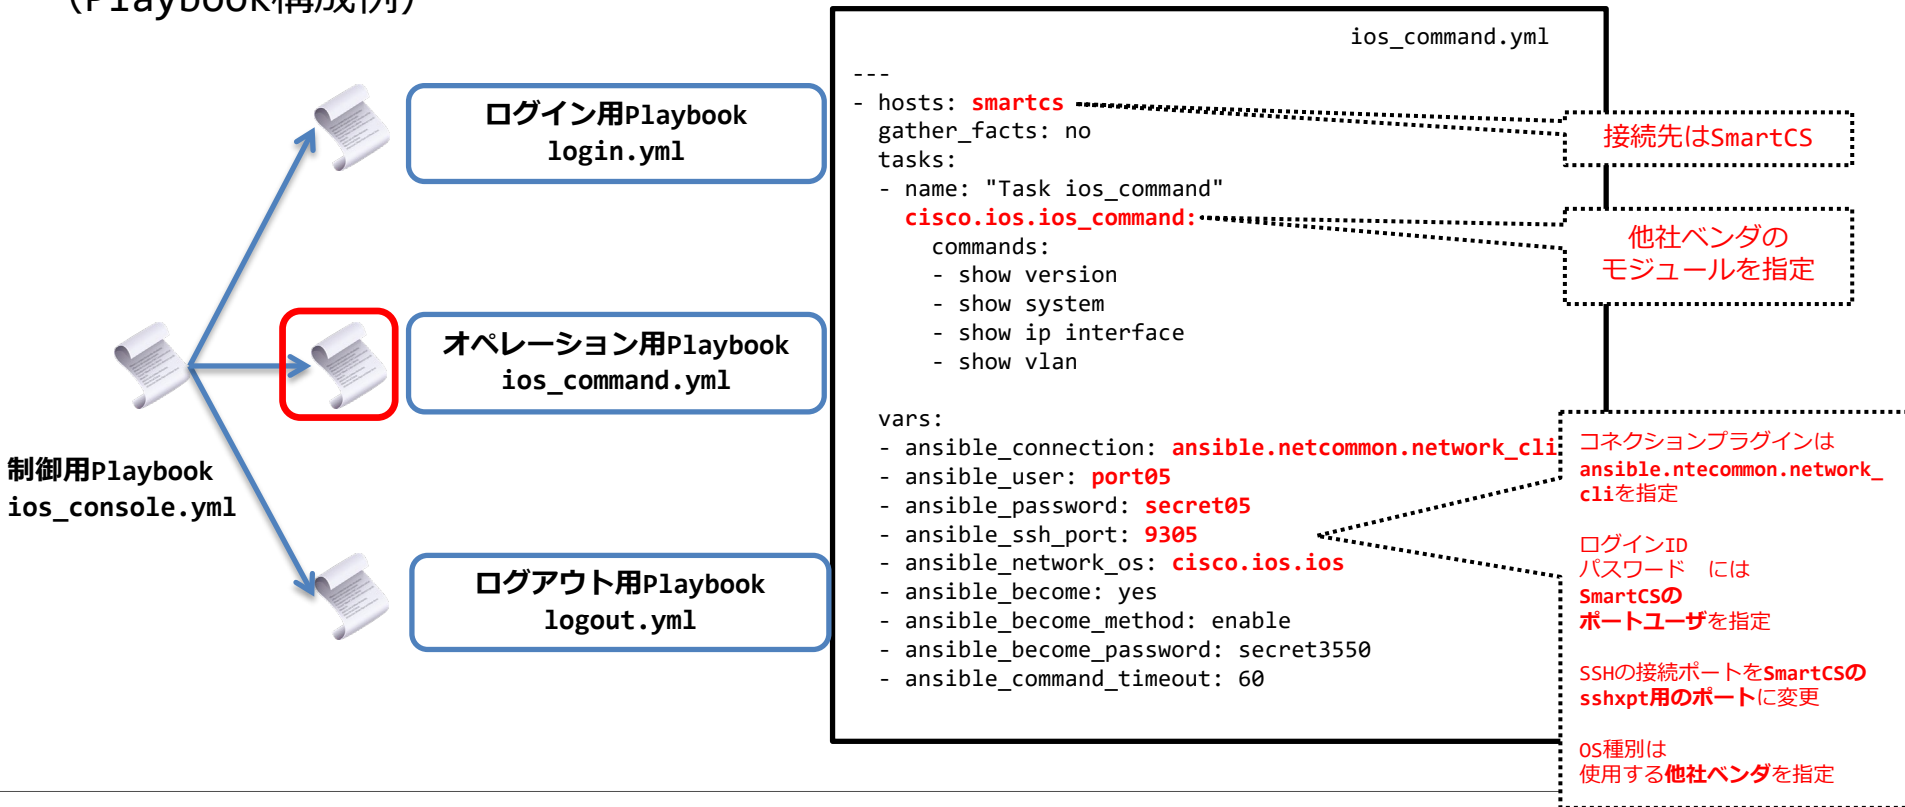 (Playbook構成例)
ログイン用Playbook
login.yml
オペレーション用Playbook
ios_command.yml
制御用Playbook
ios_console.yml
ログアウト用Playbook
logout.yml
ios_command.yml
---
- hosts: smartcs
  gather_facts: no
  tasks:
  - name: "Task ios_command"
    cisco.ios.ios_command:
      commands:
      - show version
      - show system
      - show ip interface
      - show vlan
  vars:
  - ansible_connection: ansible.netcommon.network_cli
  - ansible_user: port05
  - ansible_password: secret05
  - ansible_ssh_port: 9305
  - ansible_network_os: cisco.ios.ios
  - ansible_become: yes
  - ansible_become_method: enable
  - ansible_become_password: secret3550
  - ansible_command_timeout: 60
接続先はSmartCS
他社ベンダの
モジュールを指定
コネクションプラグインは
ansible.ntecommon.network_
cliを指定
ログインID
パスワード　には
SmartCSの
ポートユーザを指定
SSHの接続ポートをSmartCSの
sshxpt用のポートに変更
OS種別は
使用する他社ベンダを指定